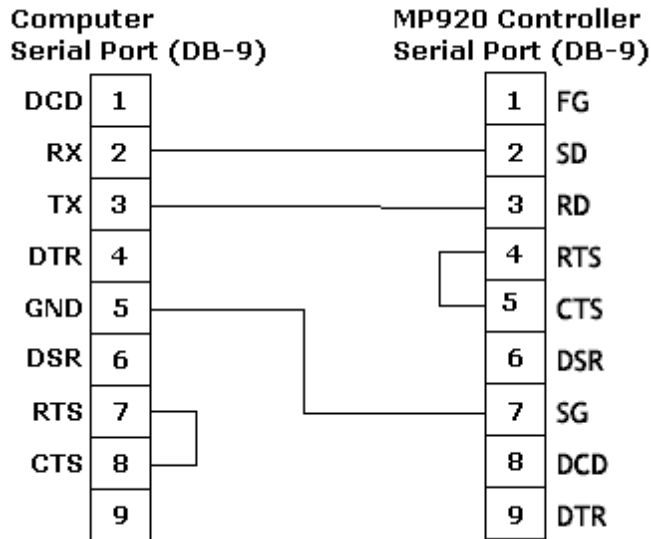 Computer
Serial Port (DB-9)
MP920 Controller
Serial Port (DB-9)
DCD 1
RX 2
TX 3
DTR 4
GND 5
DSR 6
RTS 7
CTS 8
9
1 FG
2 SD
3 RD
4 RTS
5 CTS
6 DSR
7 SG
8 DCD
9 DTR